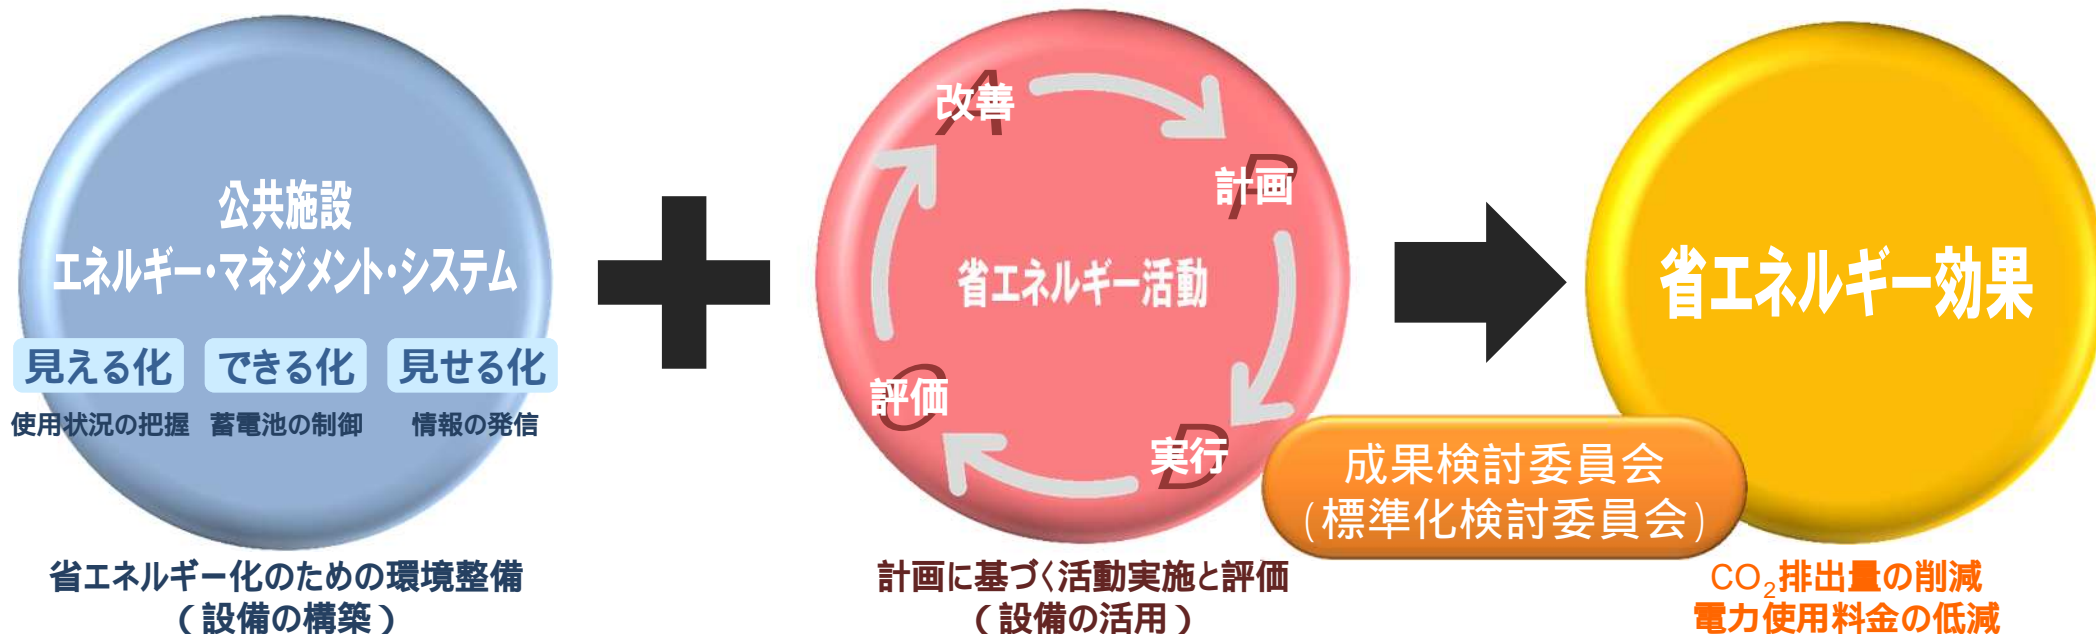 公共施設
エネルギー・マネジメント・システム
見える化
できる化
見せる化
使用状況の把握
蓄電池の制御
情報の発信
省エネルギー化のための環境整備
(設備の構築)
A
改善
P
計画
省エネルギー活動
C
評価
D
実行
計画に基づく活動実施と評価
(設備の活用)
成果検討委員会
(標準化検討委員会)
省エネルギー効果
CO₂排出量の削減
電力使用料金の低減